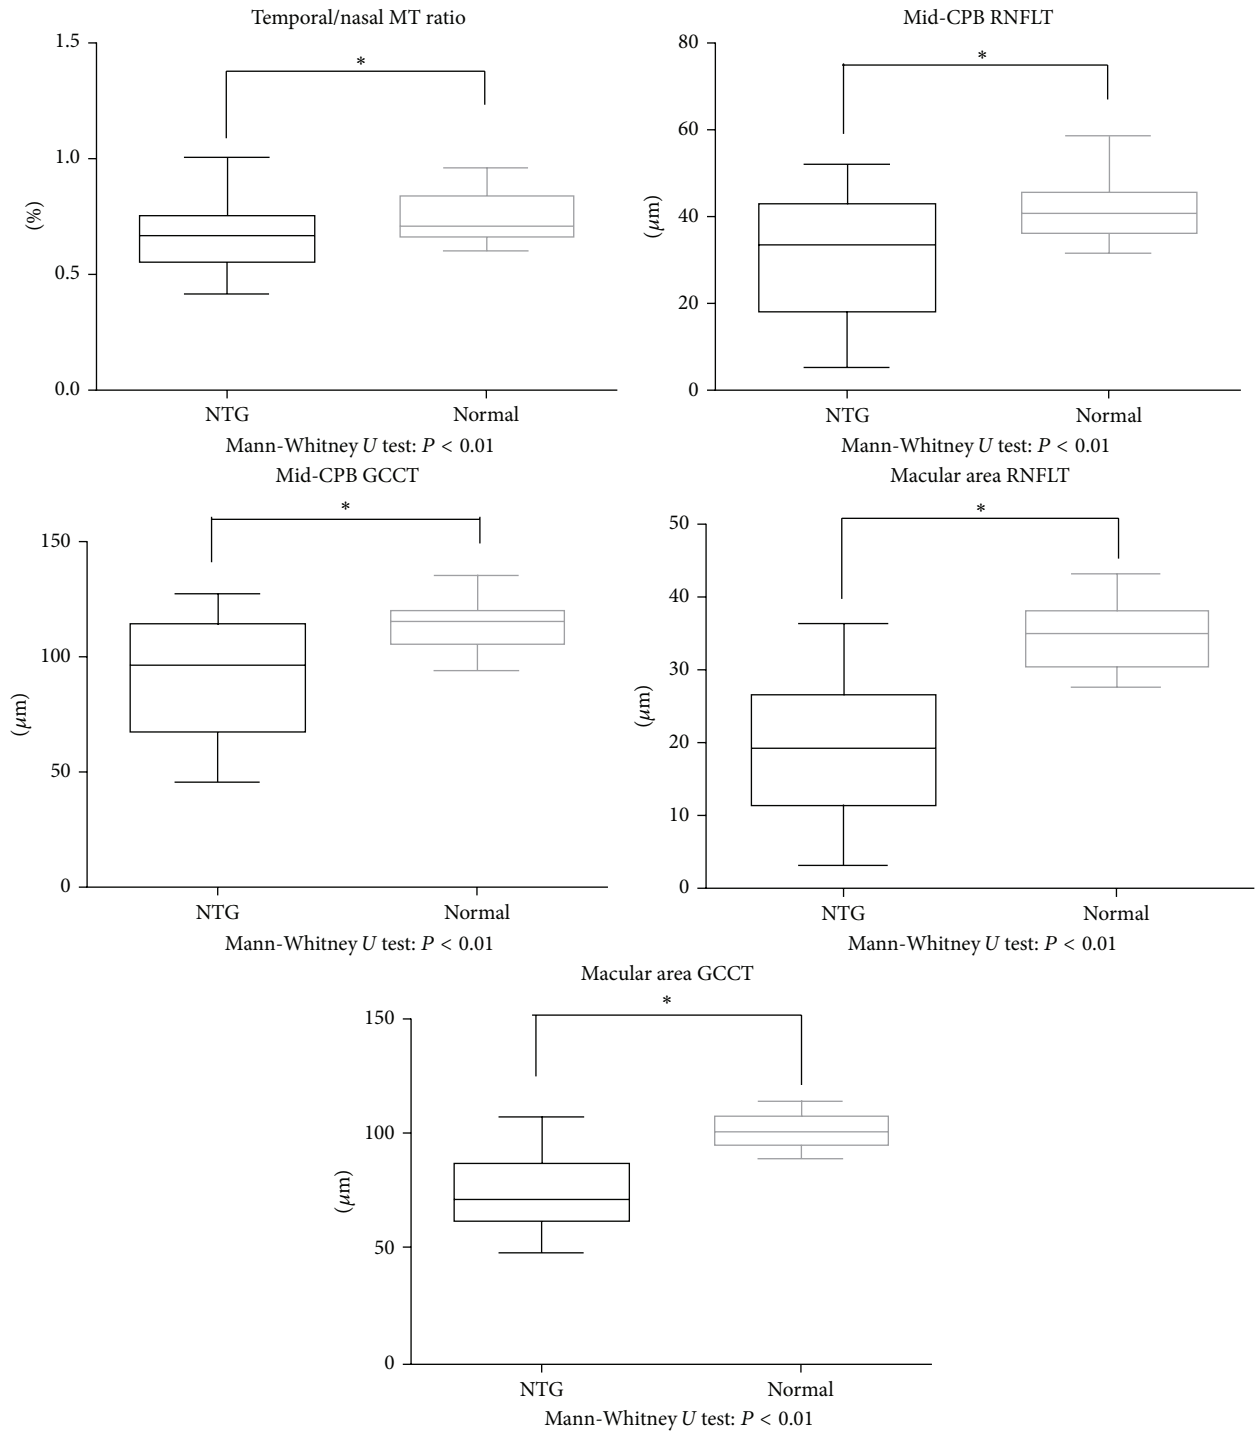 Temporal/nasal MT ratio
1.5
*
1.0
(%)
0.5
0.0
NTG Normal
Mann-Whitney U test: P < 0.01
Mid-CPB RNFLT
80
*
60
(μm)
40
20
0
NTG Normal
Mann-Whitney U test: P < 0.01
Mid-CPB GCCT
*
150
100
(μm)
50
0
NTG Normal
Mann-Whitney U test: P < 0.01
Macular area RNFLT
50
*
40
30
(μm)
20
10
0
NTG Normal
Mann-Whitney U test: P < 0.01
Macular area GCCT
*
150
100
(μm)
50
0
NTG Normal
Mann-Whitney U test: P < 0.01